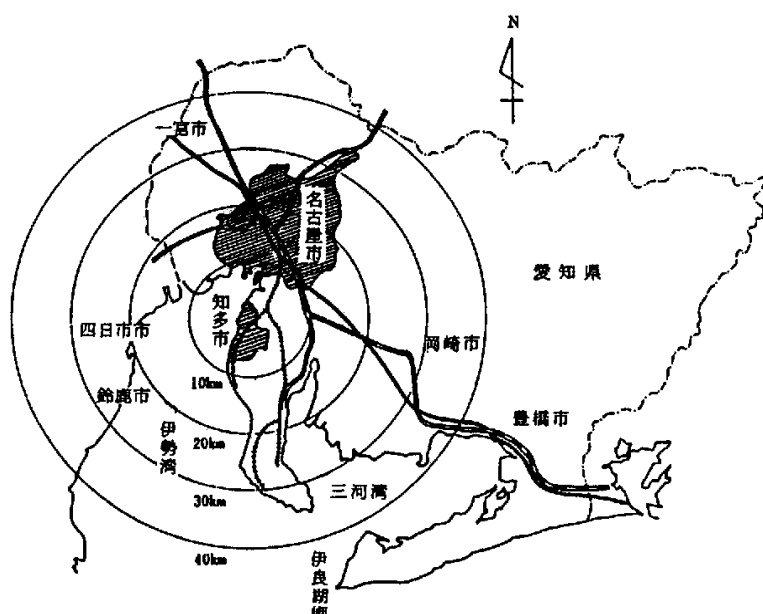 N
一宮市
名古屋市
愛知県
知多市
四日市市
岡崎市
10km
鈴鹿市
豊橋市
伊勢湾
20km
三河湾
30km
40km
伊良湖岬